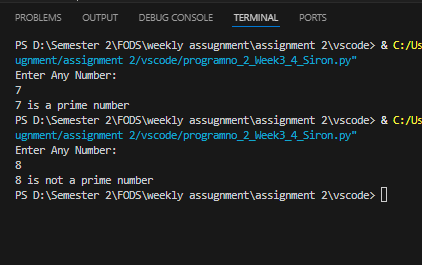 PROBLEMS OUTPUT DEBUG CONSOLE TERMINAL PORTS
PS D:\Semester 2\FODS\weekly assugnment\assignment 2\vscode> & C:/Us
ugnment/assignment 2/vscode/programno_2_Week3_4_Siron.py"
Enter Any Number:
7
7 is a prime number
PS D:\Semester 2\FODS\weekly assugnment\assignment 2\vscode> & C:/Us
ugnment/assignment 2/vscode/programno_2_Week3_4_Siron.py"
Enter Any Number:
8
8 is not a prime number
PS D:\Semester 2\FODS\weekly assugnment\assignment 2\vscode>